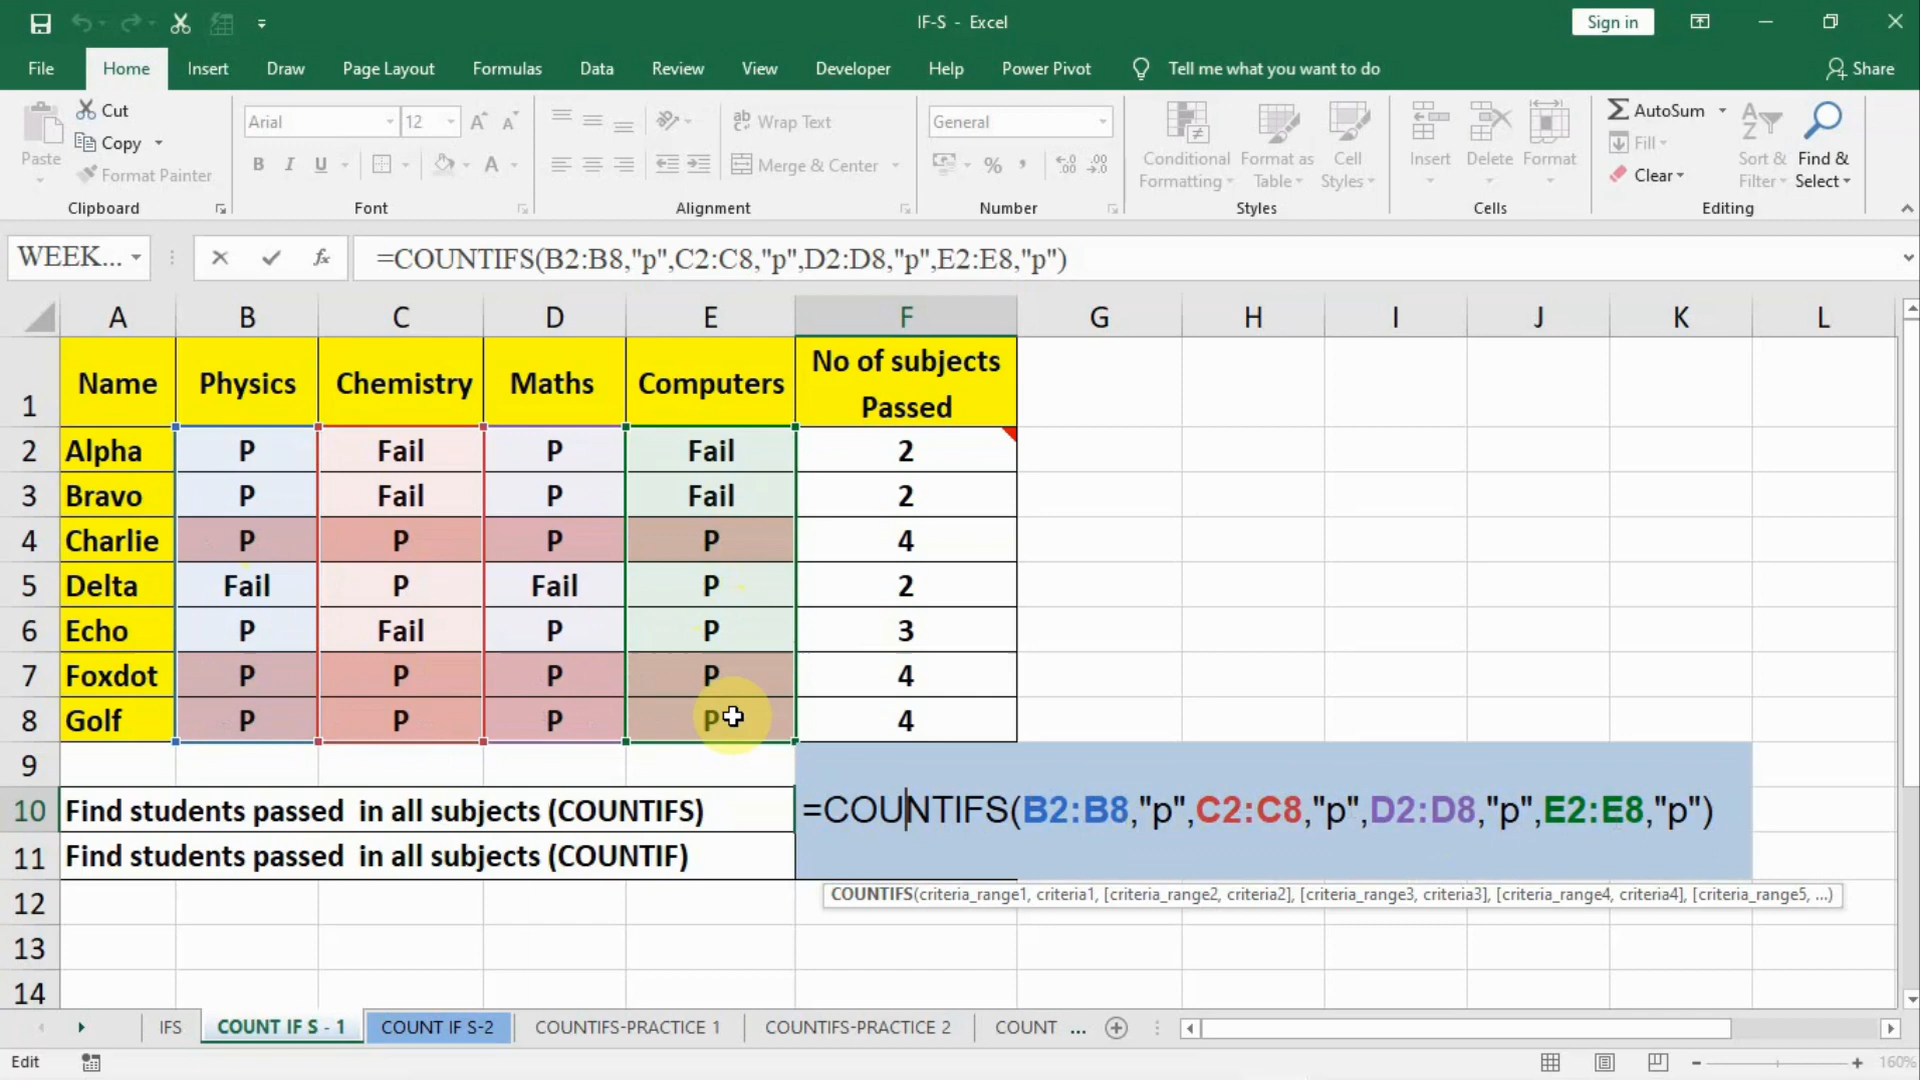 IF-S - Excel
Sign in
File Home Insert Draw Page Layout Formulas Data Review View Developer Help Power Pivot Tell me what you want to do Share
Paste
Cut
Copy
Format Painter
Clipboard
Arial 12
B I U
Font
Wrap Text
Merge & Center
Alignment
General
%
Number
Conditional Formatting
Format as Table
Cell Styles
Styles
Insert Delete Format
Cells
AutoSum
Fill
Clear
Sort & Filter
Find & Select
Editing
WEEK... fx =COUNTIFS(B2:B8,"p",C2:C8,"p",D2:D8,"p",E2:E8,"p")
A B C D E F G H I J K L
1 Name Physics Chemistry Maths Computers No of subjects Passed
2 Alpha P Fail P Fail 2
3 Bravo P Fail P Fail 2
4 Charlie P P P P 4
5 Delta Fail P Fail P 2
6 Echo P Fail P P 3
7 Foxdot P P P P 4
8 Golf P P P P 4
9
10 Find students passed in all subjects (COUNTIFS) =COUNTIFS(B2:B8,"p",C2:C8,"p",D2:D8,"p",E2:E8,"p")
11 Find students passed in all subjects (COUNTIF)
COUNTIFS(criteria_range1, criteria1, [criteria_range2, criteria2], [criteria_range3, criteria3], [criteria_range4, criteria4], [criteria_range5, ...)
12
13
14
IFS COUNT IF S - 1 COUNT IF S-2 COUNTIFS-PRACTICE 1 COUNTIFS-PRACTICE 2 COUNT ...
Edit 160%